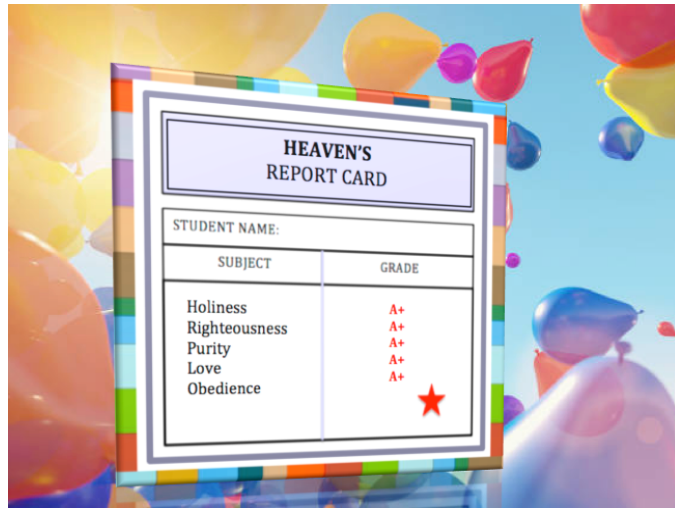 HEAVEN'S
REPORT CARD
STUDENT NAME:
SUBJECT GRADE
Holiness A+
Righteousness A+
Purity A+
Love A+
Obedience A+